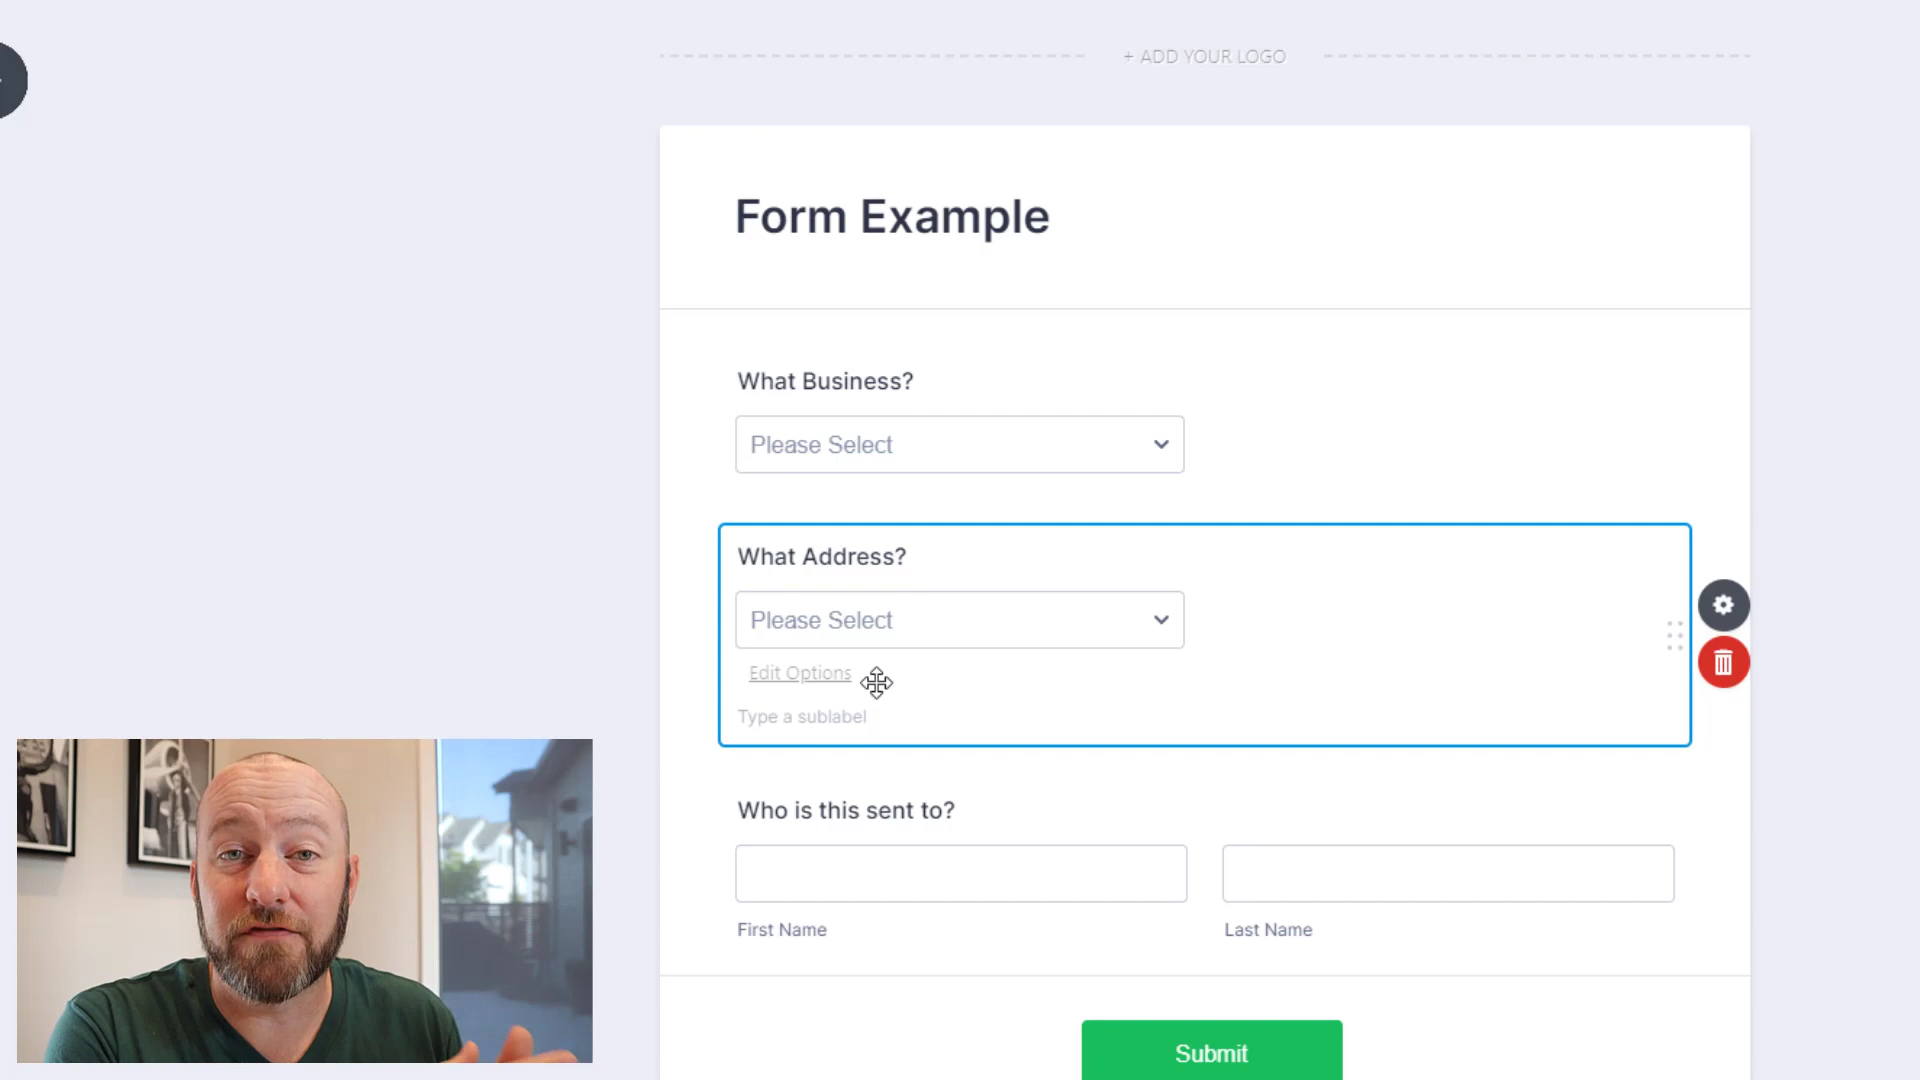 + ADD YOUR LOGO
Form Example
What Business?
Please Select
What Address?
Please Select
Edit Options
Type a sublabel
Who is this sent to?
First Name
Last Name
Submit